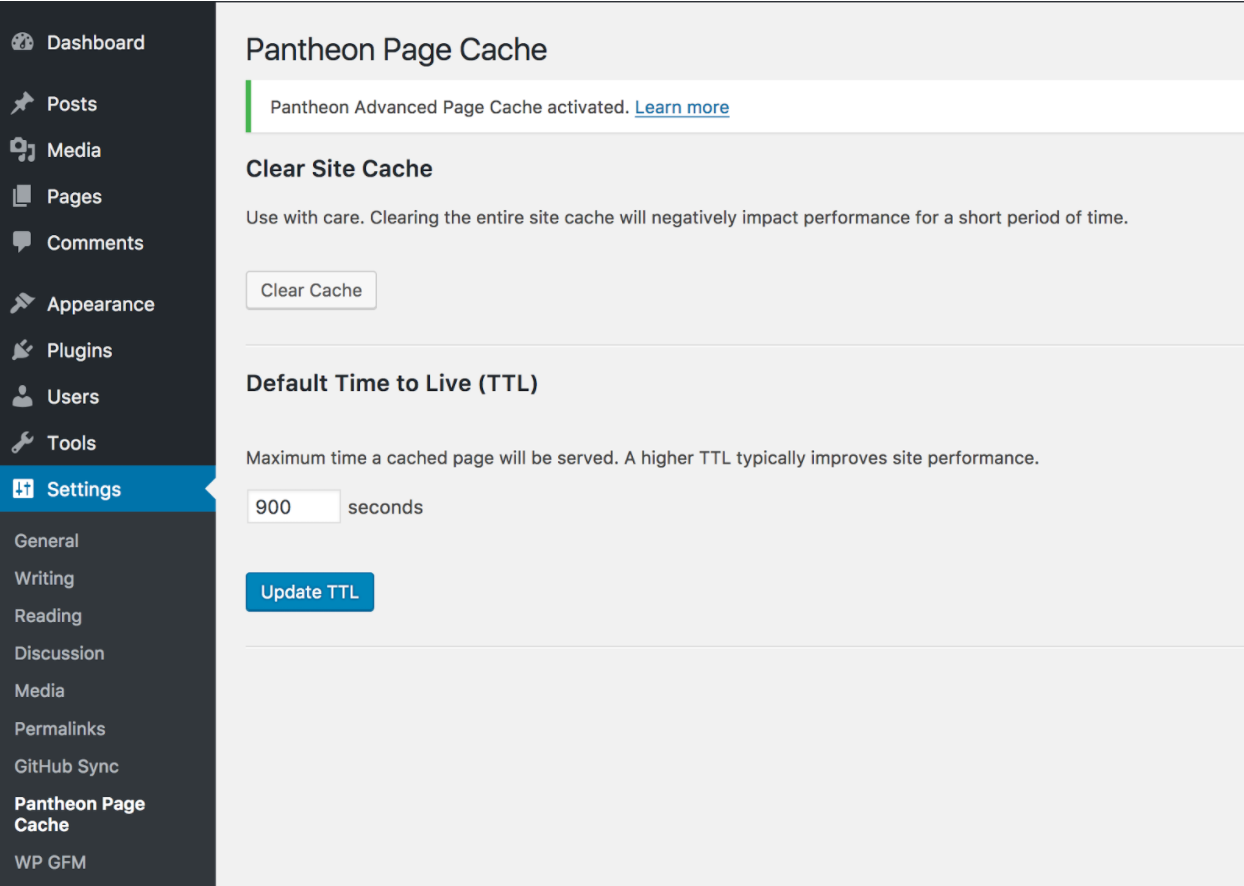 Dashboard
Posts
Media
Pages
Comments
Appearance
Plugins
Users
Tools
Settings
General
Writing
Reading
Discussion
Media
Permalinks
GitHub Sync
Pantheon Page
Cache
WP GFM
Pantheon Page Cache
Pantheon Advanced Page Cache activated. Learn more
Clear Site Cache
Use with care. Clearing the entire site cache will negatively impact performance for a short period of time.
Clear Cache
Default Time to Live (TTL)
Maximum time a cached page will be served. A higher TTL typically improves site performance.
900 seconds
Update TTL